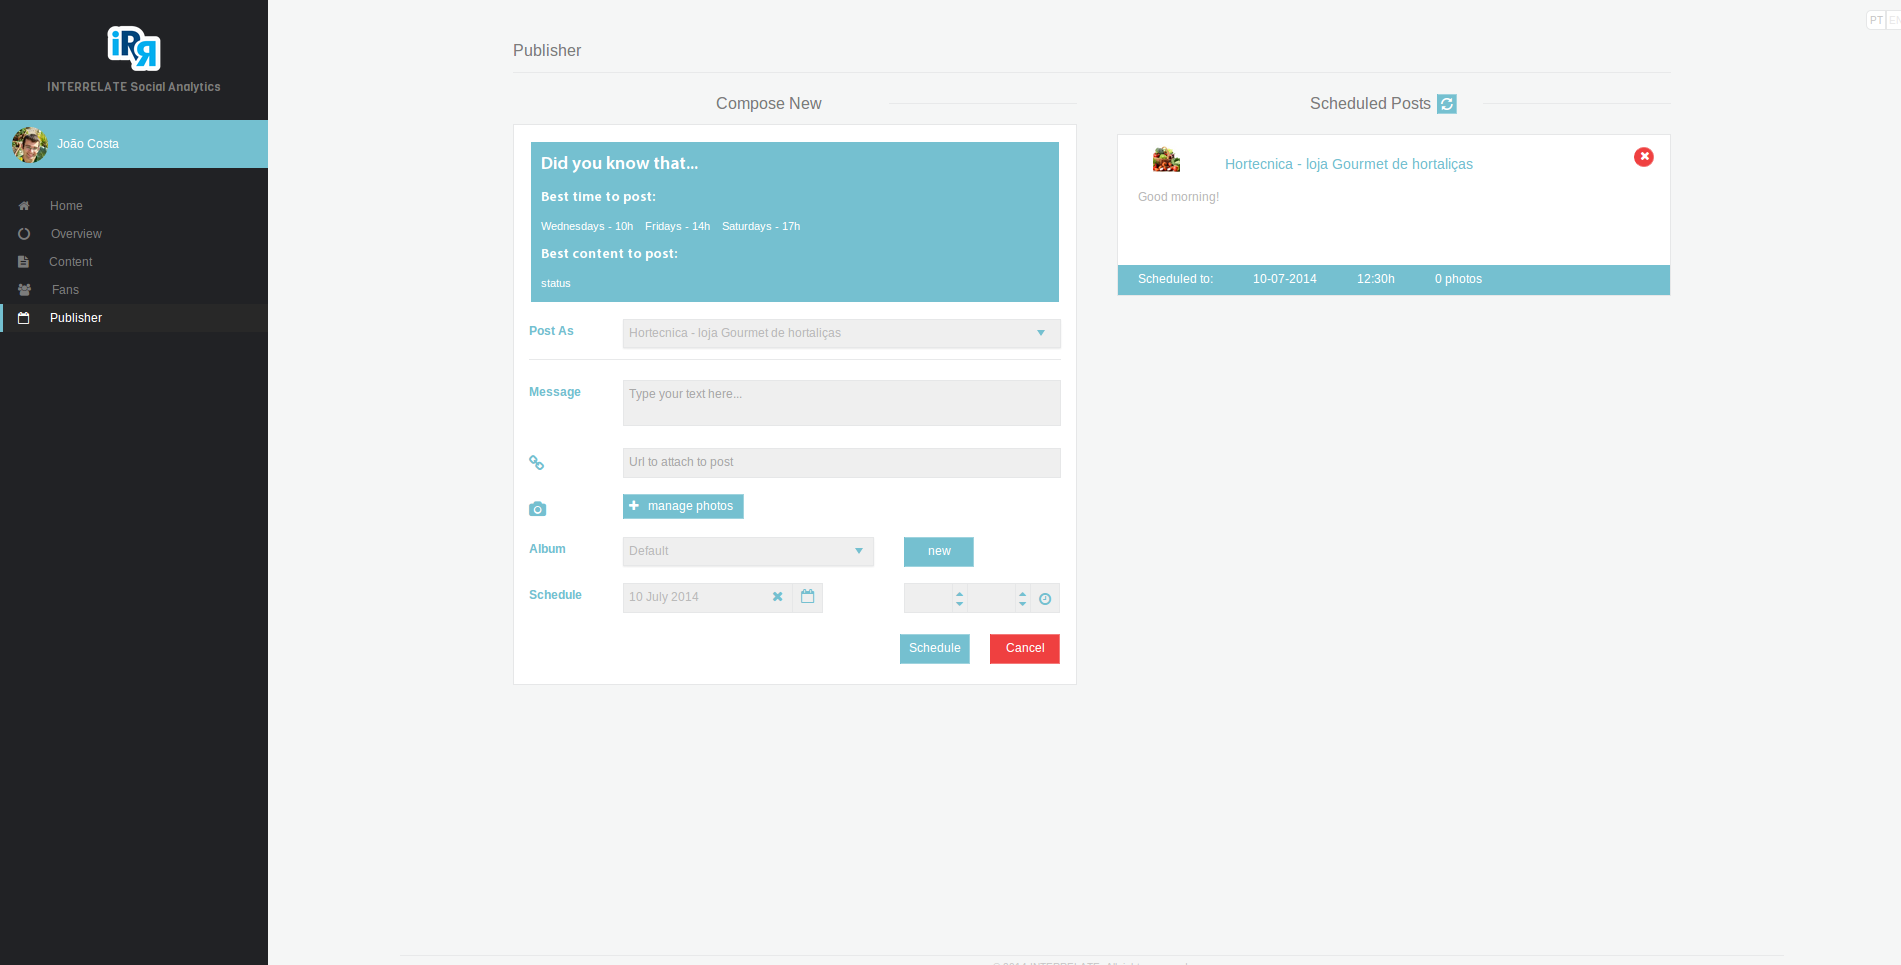 iRR
INTERRELATE Social Analytics
João Costa
Home
Overview
Content
Fans
Publisher
PT EN
Publisher
Compose New
Did you know that...
Best time to post:
Wednesdays - 10h Fridays - 14h Saturdays - 17h
Best content to post:
status
Post As
Hortecnica - loja Gourmet de hortaliças
Message
Type your text here...
Url to attach to post
manage photos
Album
Default
new
Schedule
10 July 2014
Schedule
Cancel
Scheduled Posts
Hortecnica - loja Gourmet de hortaliças
Good morning!
Scheduled to: 10-07-2014 12:30h 0 photos